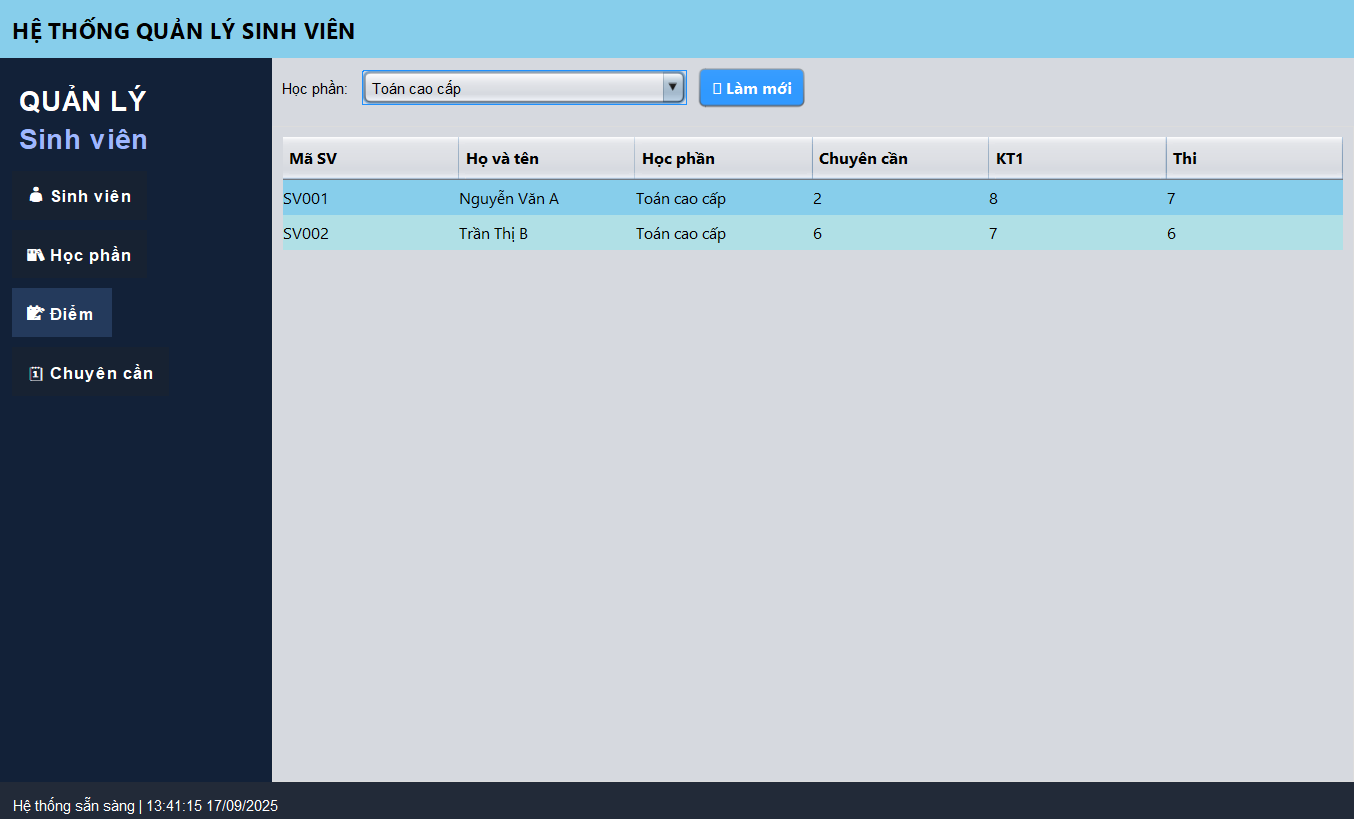 HỆ THỐNG QUẢN LÝ SINH VIÊN
QUẢN LÝ
Sinh viên
Sinh viên
Học phần
Điểm
Chuyên cần
Học phần: Toán cao cấp Làm mới
Mã SV Họ và tên Học phần Chuyên cần KT1 Thi
SV001 Nguyễn Văn A Toán cao cấp 2 8 7
SV002 Trần Thị B Toán cao cấp 6 7 6
Hệ thống sẵn sàng | 13:41:15 17/09/2025